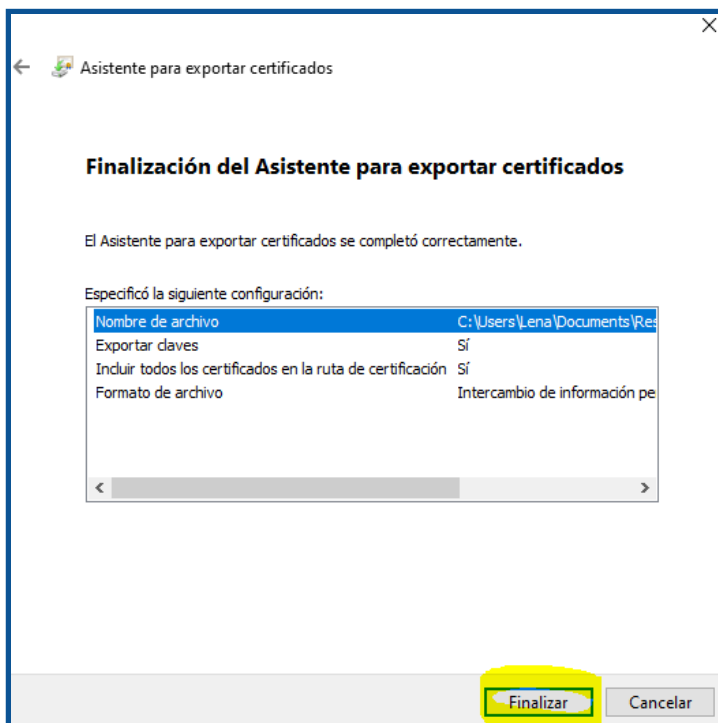 Asistente para exportar certificados
Finalización del Asistente para exportar certificados
El Asistente para exportar certificados se completó correctamente.
Especificó la siguiente configuración:
Nombre de archivo C:\Users\Lena\Documents\Res
Exportar claves Sí
Incluir todos los certificados en la ruta de certificación Sí
Formato de archivo Intercambio de información pe
Finalizar Cancelar